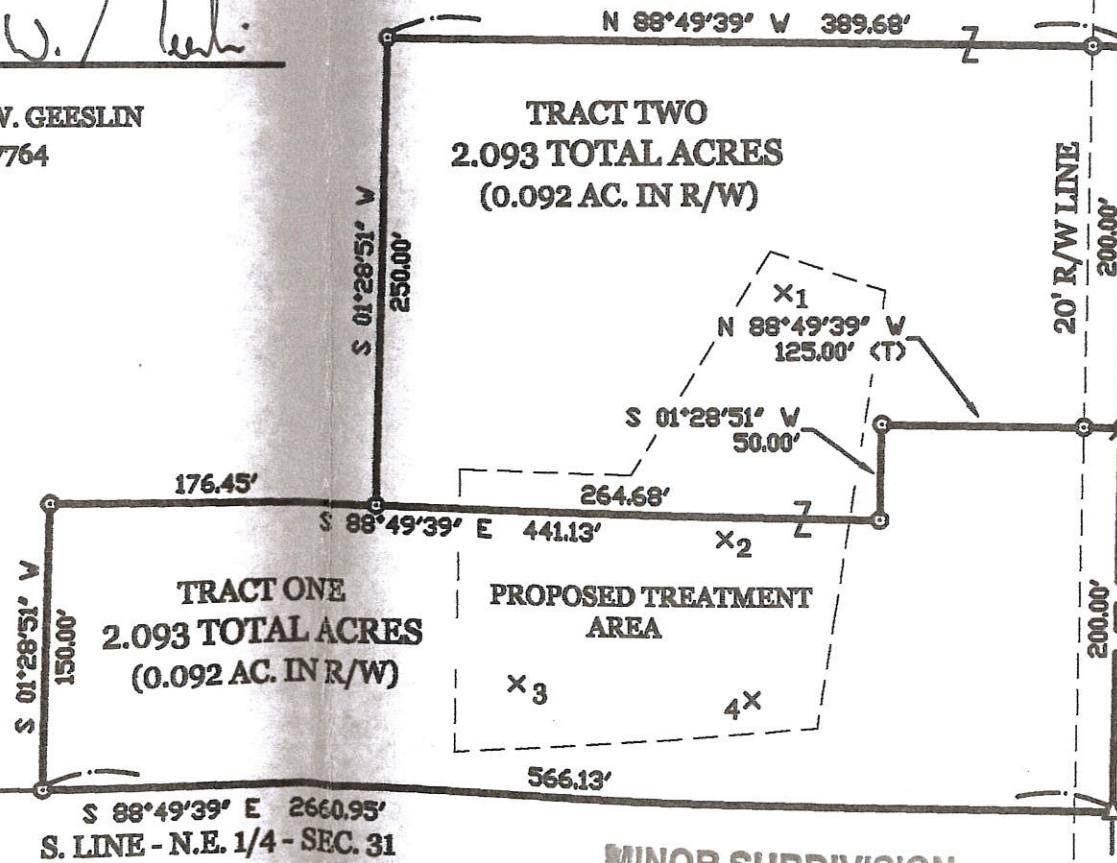 W. GEESLIN
7764
N 88°49'39" W 389.68'
TRACT TWO
2.093 TOTAL ACRES
(0.092 AC. IN R/W)
S 01°28'51" W
250.00'
20' R/W LINE
200.00'
×1
N 88°49'39" W
125.00' (T)
S 01°28'51" W
50.00'
176.45'
264.68'
S 88°49'39" E 441.13'
×2
TRACT ONE
2.093 TOTAL ACRES
(0.092 AC. IN R/W)
S 01°28'51" W
150.00'
PROPOSED TREATMENT
AREA
×3
4×
200.00'
566.13'
S 88°49'39" E 2660.95'
S. LINE - N.E. 1/4 - SEC. 31
MINOR SUBDIVISION